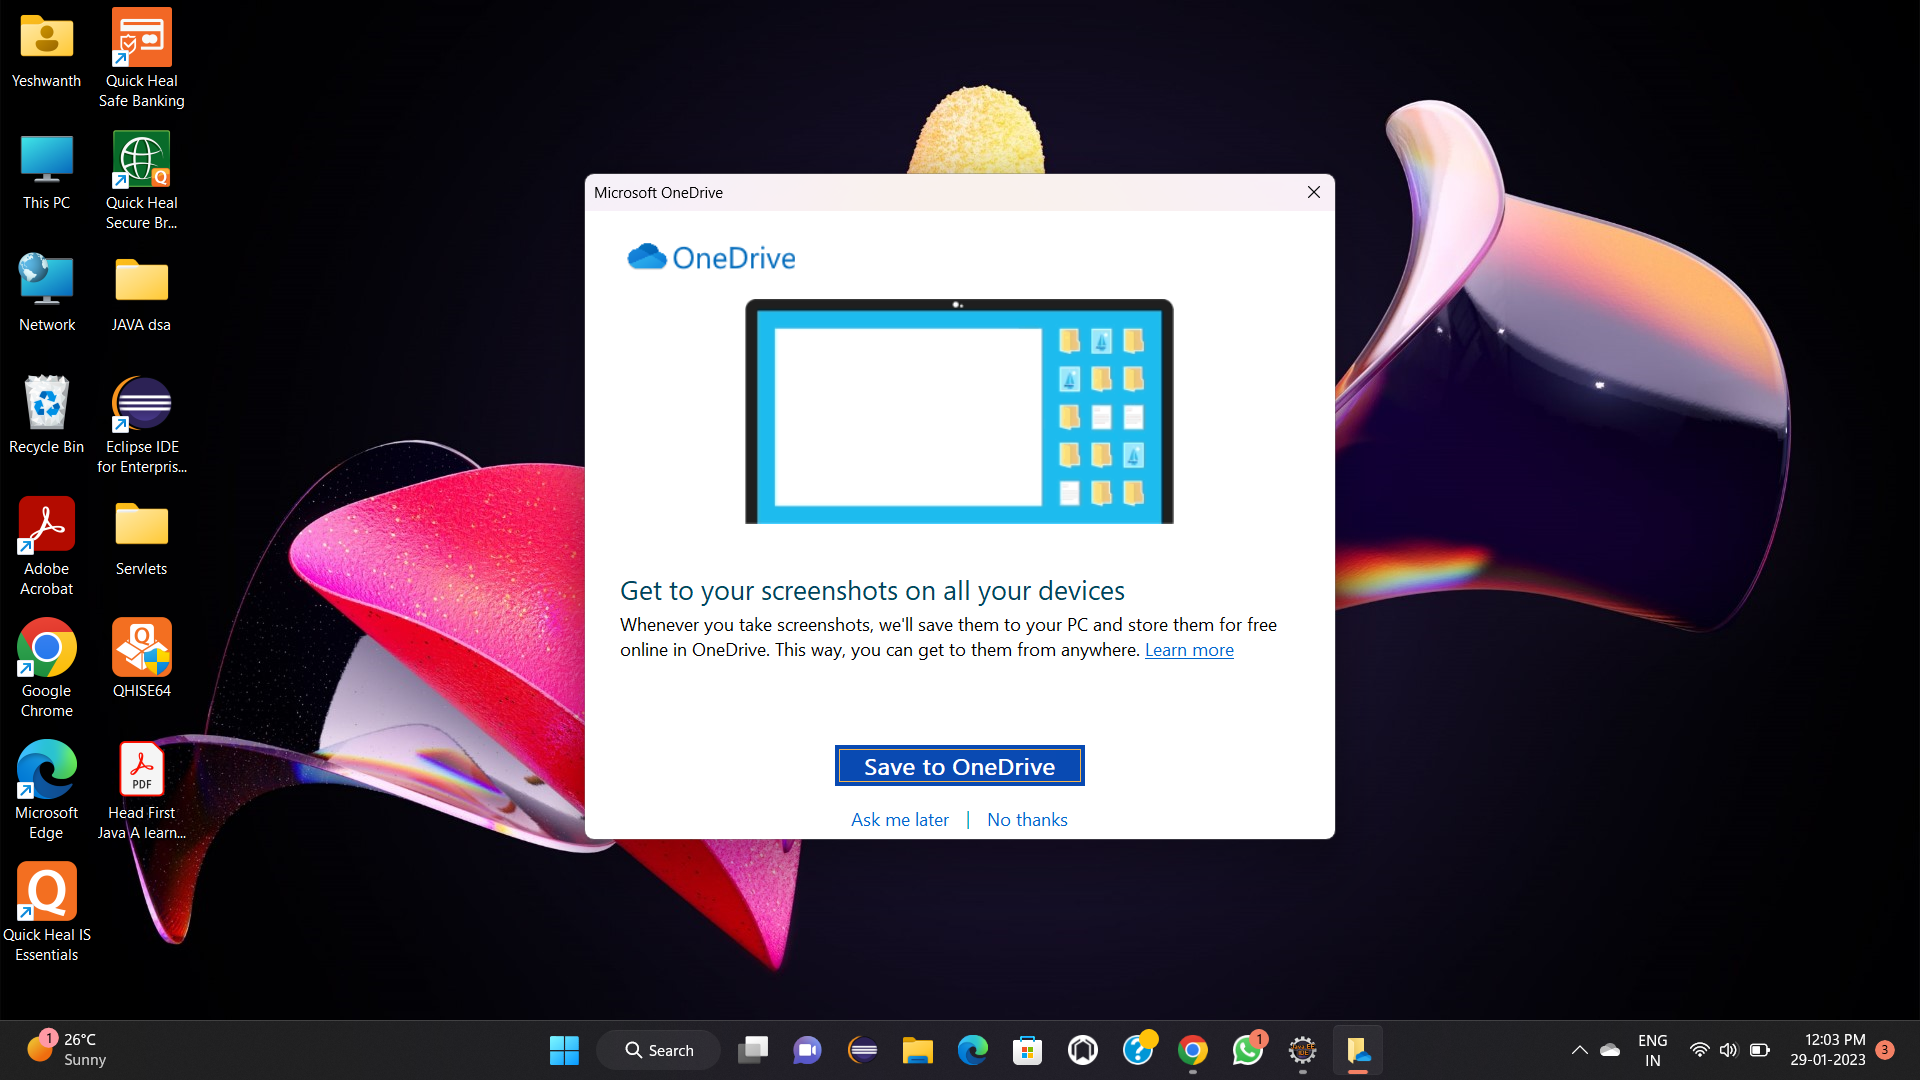 Yeshwanth
Quick Heal
Safe Banking
This PC
Quick Heal
Secure Br...
Network
JAVA dsa
Recycle Bin
Eclipse IDE
for Enterpris...
Adobe
Acrobat
Servlets
Google
Chrome
QHISE64
Microsoft
Edge
PDF
Head First
Java A learn...
Quick Heal IS
Essentials
Microsoft OneDrive
OneDrive
Get to your screenshots on all your devices
Whenever you take screenshots, we'll save them to your PC and store them for free
online in OneDrive. This way, you can get to them from anywhere. Learn more
Save to OneDrive
Ask me later | No thanks
1
26°C
Sunny
Search
1
ENG
IN
12:03 PM
29-01-2023
3